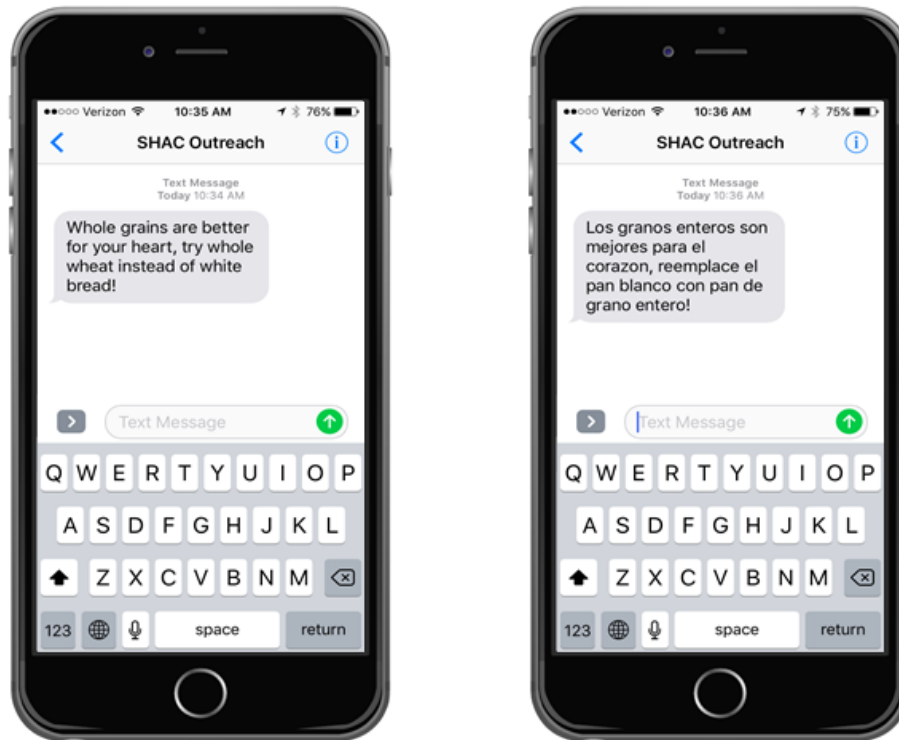 Verizon 10:35 AM 76%
SHAC Outreach
Text Message
Today 10:34 AM
Whole grains are better
for your heart, try whole
wheat instead of white
bread!
Text Message
Q W E R T Y U I O P
A S D F G H J K L
Z X C V B N M
123 space return
Verizon 10:36 AM 75%
SHAC Outreach
Text Message
Today 10:36 AM
Los granos enteros son
mejores para el
corazon, reemplace el
pan blanco con pan de
grano entero!
Text Message
Q W E R T Y U I O P
A S D F G H J K L
Z X C V B N M
123 space return